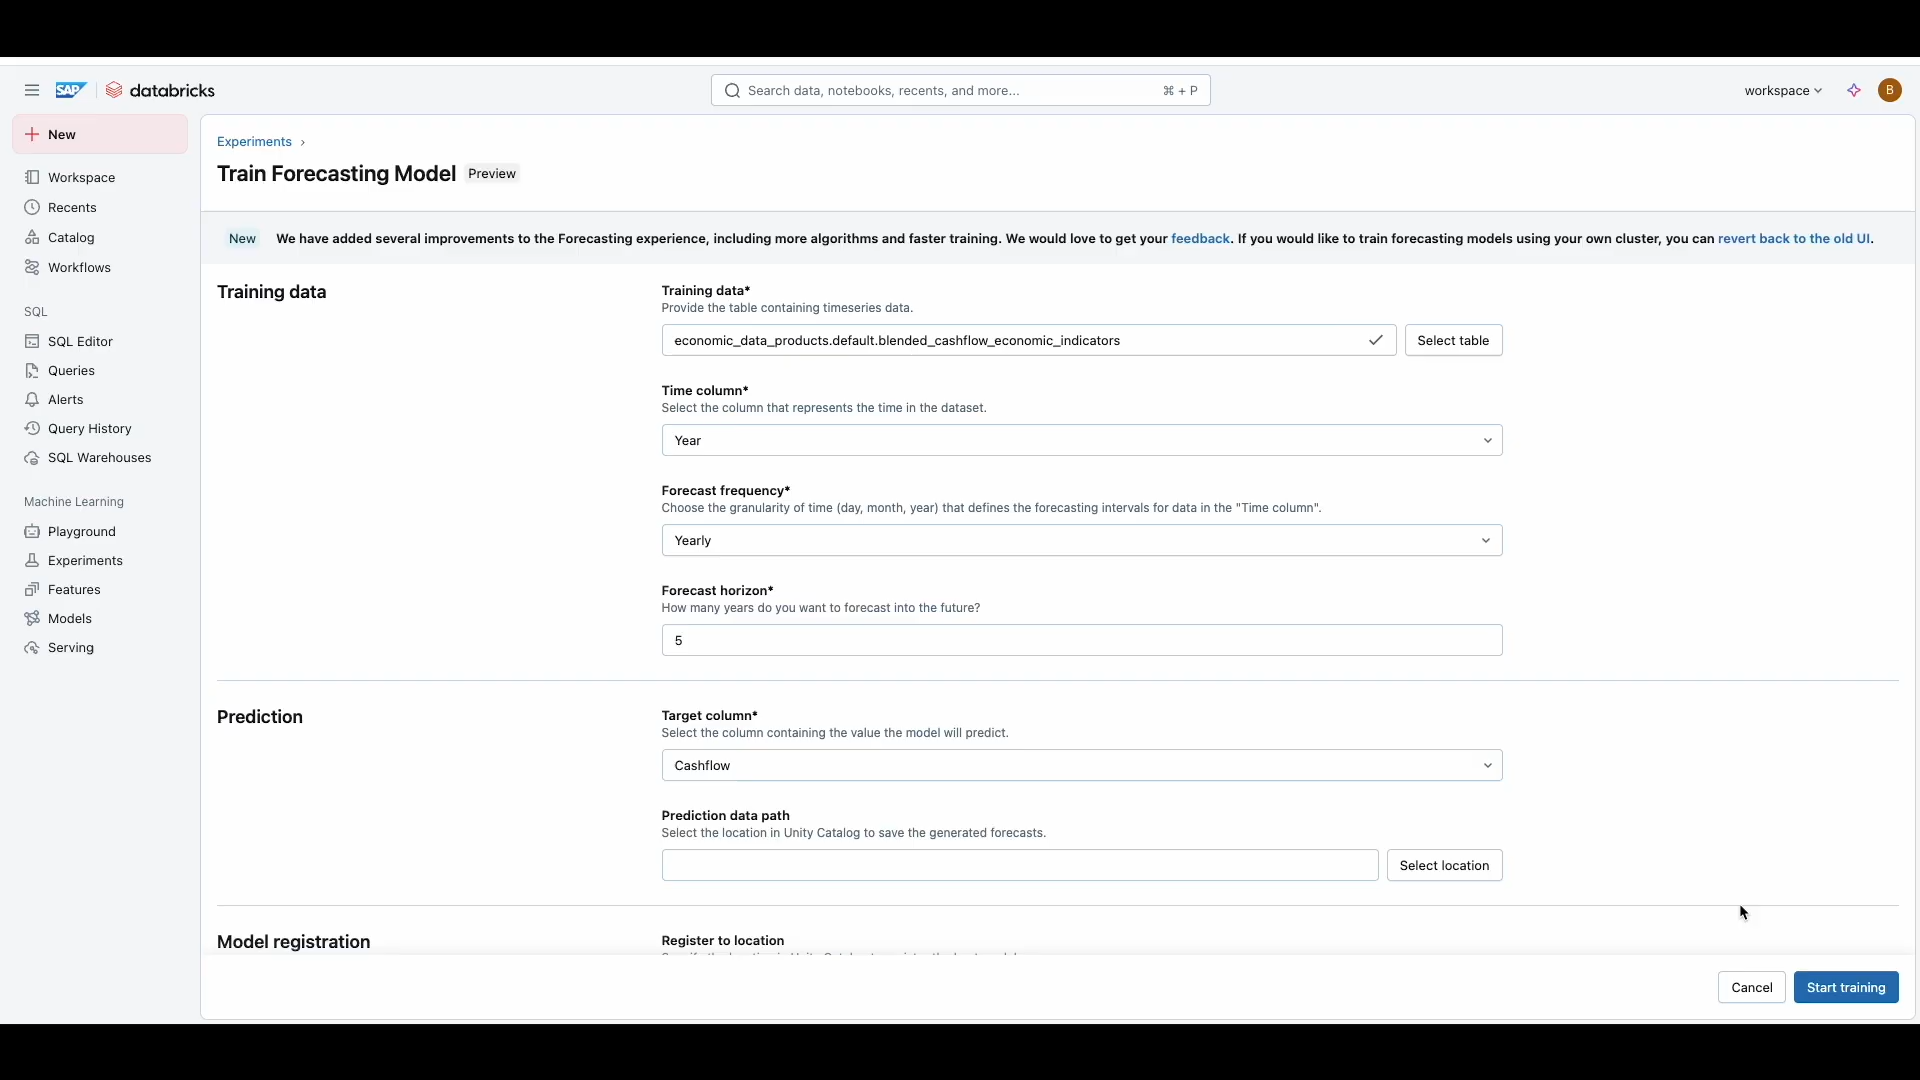 SAP databricks
Search data, notebooks, recents, and more... ⌘ + P
workspace
B
New
Workspace
Recents
Catalog
Workflows
SQL
SQL Editor
Queries
Alerts
Query History
SQL Warehouses
Machine Learning
Playground
Experiments
Features
Models
Serving
Experiments ›
Train Forecasting Model Preview
New We have added several improvements to the Forecasting experience, including more algorithms and faster training. We would love to get your feedback. If you would like to train forecasting models using your own cluster, you can revert back to the old UI.
Training data
Training data*
Provide the table containing timeseries data.
economic_data_products.default.blended_cashflow_economic_indicators
Select table
Time column*
Select the column that represents the time in the dataset.
Year
Forecast frequency*
Choose the granularity of time (day, month, year) that defines the forecasting intervals for data in the "Time column".
Yearly
Forecast horizon*
How many years do you want to forecast into the future?
5
Prediction
Target column*
Select the column containing the value the model will predict.
Cashflow
Prediction data path
Select the location in Unity Catalog to save the generated forecasts.
Select location
Model registration
Register to location
Cancel
Start training